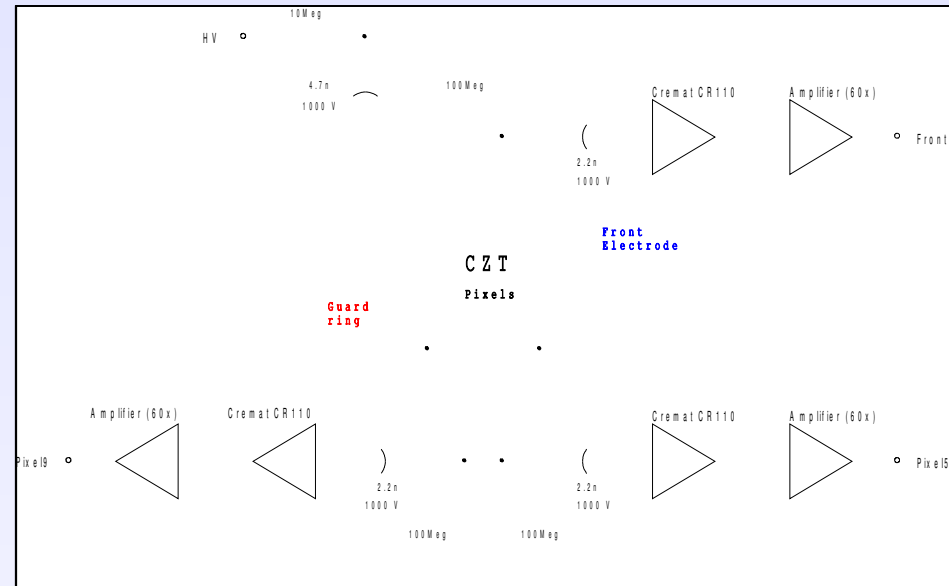 10Meg
HV
4.7n
1000 V
100Meg
Cremat CR110
Amplifier (60x)
Front
2.2n
1000 V
Front
Electrode
CZT
Pixels
Guard
ring
Amplifier (60x)
Cremat CR110
Cremat CR110
Amplifier (60x)
Pixel9
Pixel5
2.2n
1000 V
2.2n
1000 V
100Meg
100Meg